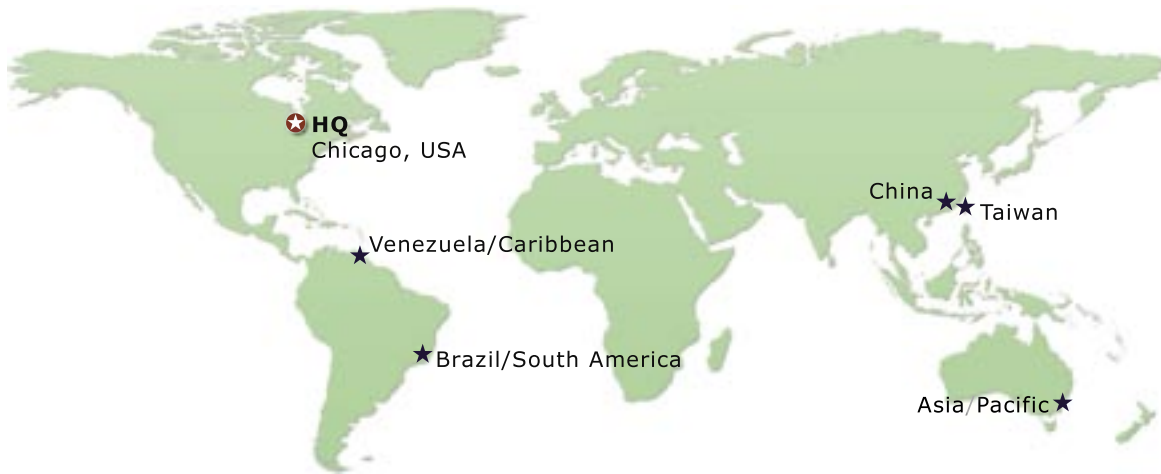 HQ
Chicago, USA
China
Taiwan
Venezuela/Caribbean
Brazil/South America
Asia/Pacific